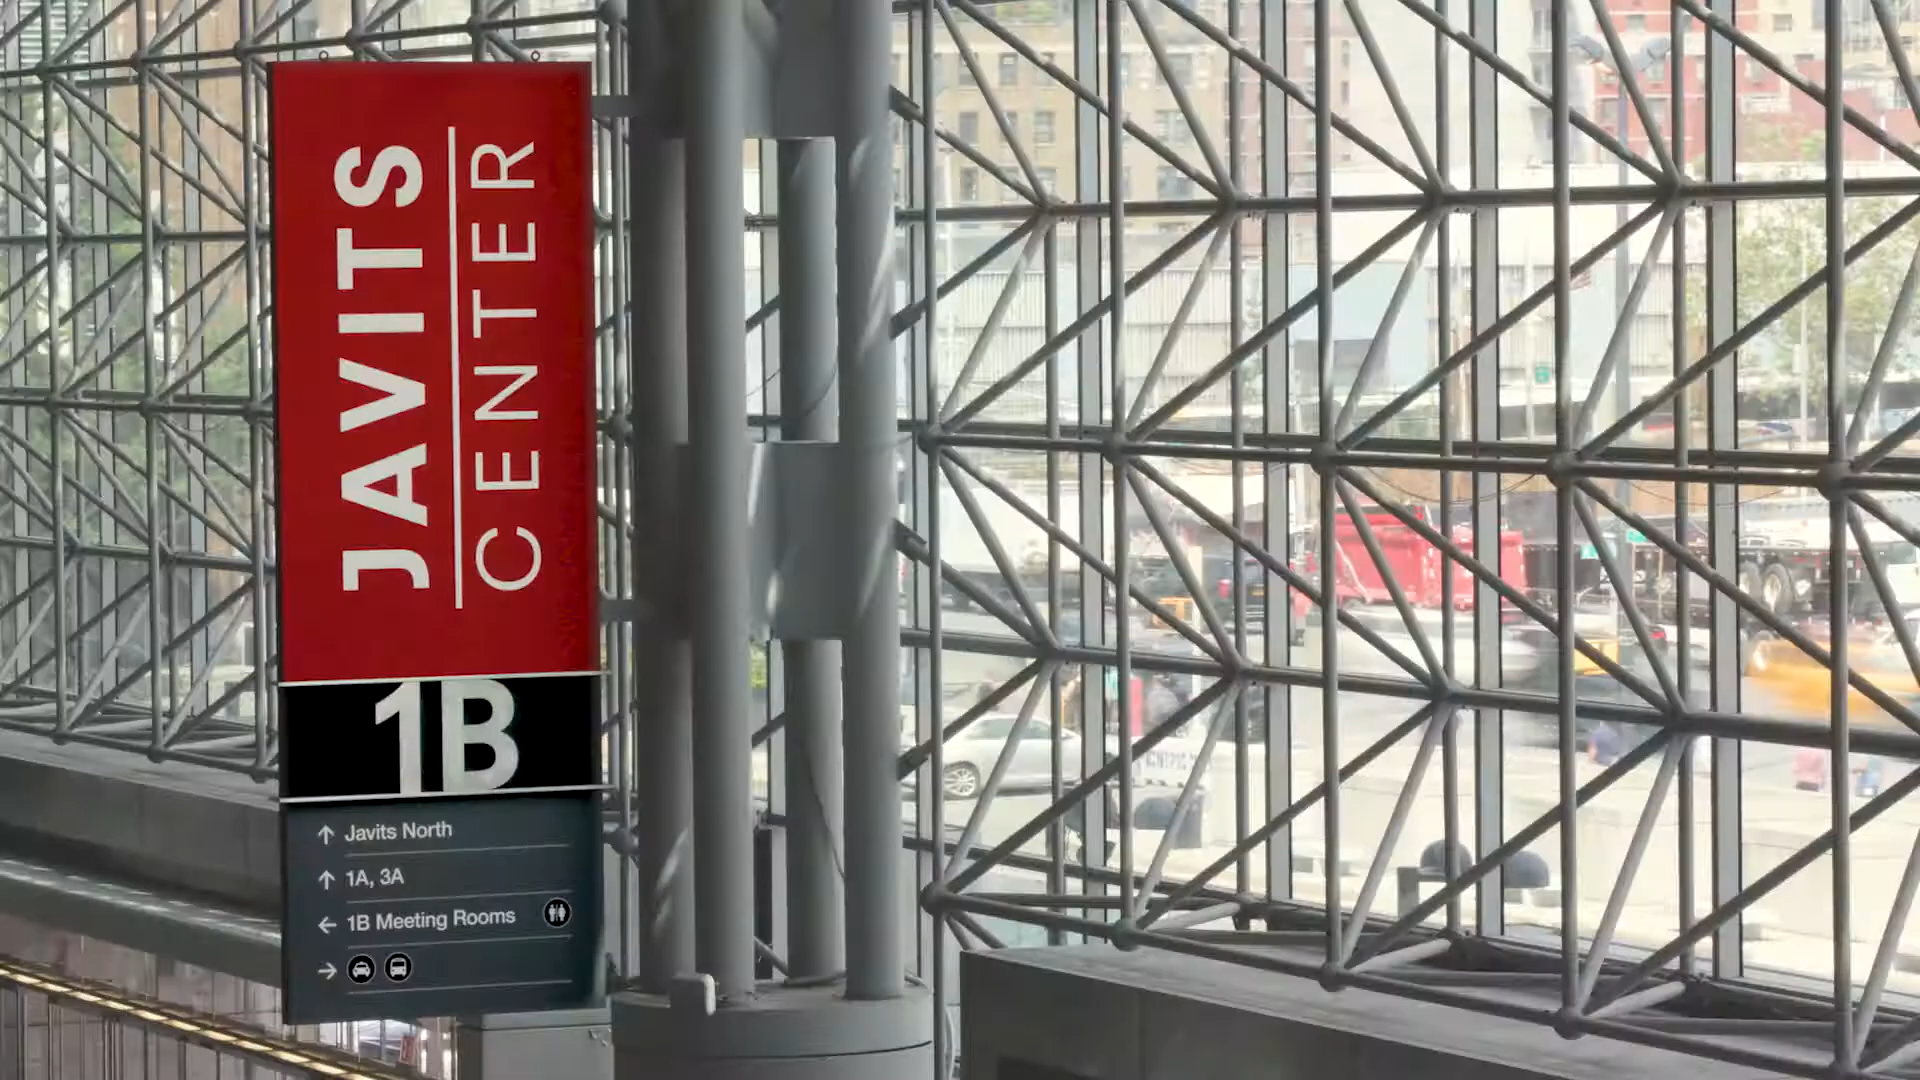 JAVITS
CENTER
1B
Javits North
1A, 3A
1B Meeting Rooms